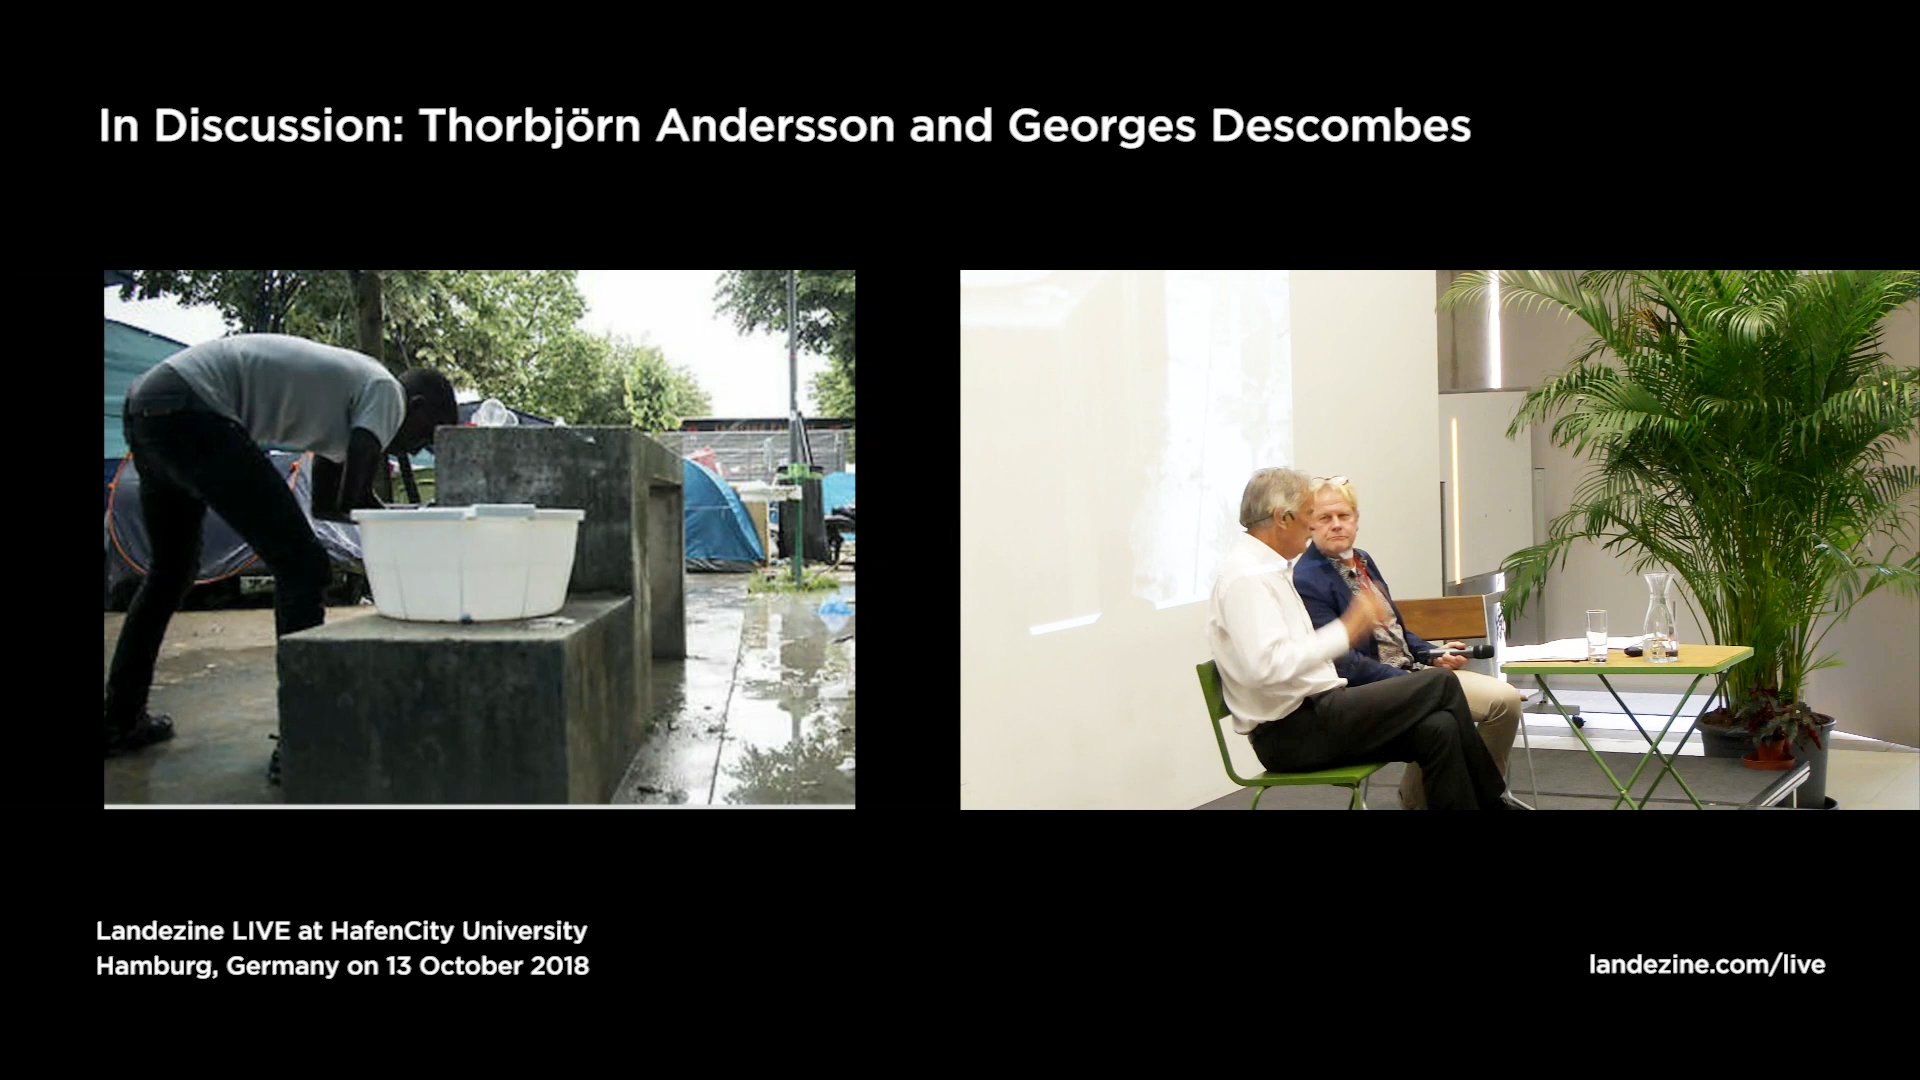 In Discussion: Thorbjörn Andersson and Georges Descombes
Landezine LIVE at HafenCity University
Hamburg, Germany on 13 October 2018
landezine.com/live